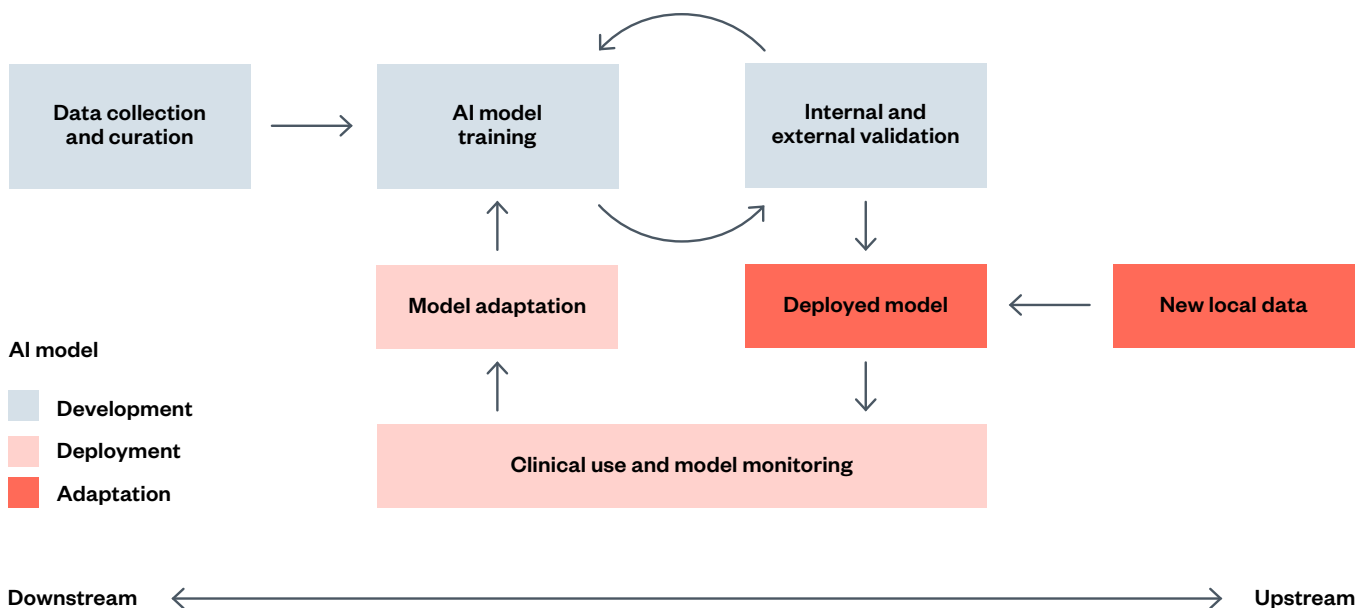 Data collection
and curation
AI model
training
Internal and
external validation
Model adaptation
Deployed model
New local data
AI model
Development
Deployment
Adaptation
Clinical use and model monitoring
Downstream
Upstream